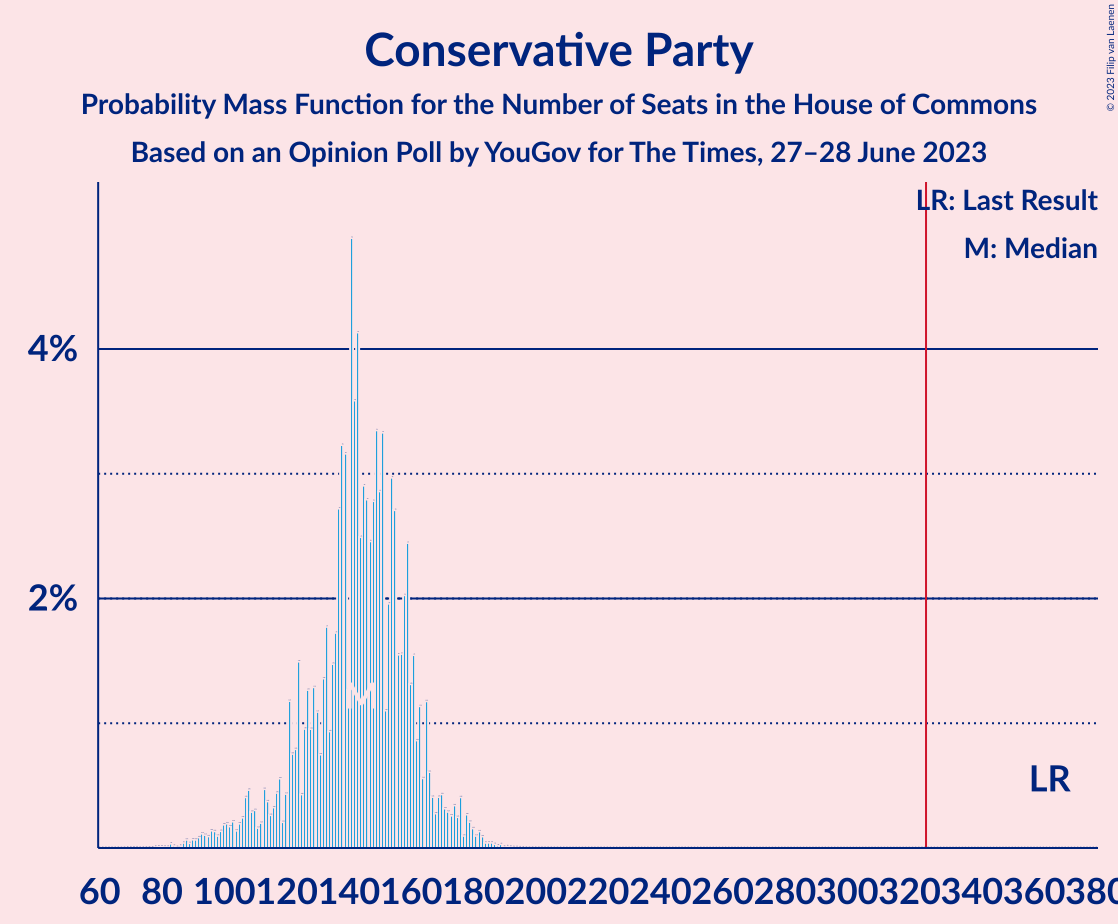 Conservative Party
Probability Mass Function for the Number of Seats in the House of Commons
Based on an Opinion Poll by YouGov for The Times, 27–28 June 2023
© 2023 Filip van Laenen
LR: Last Result
M: Median
4%
2%
M
LR
60 80 100 120 140 160 180 200 220 240 260 280 300 320 340 360 380